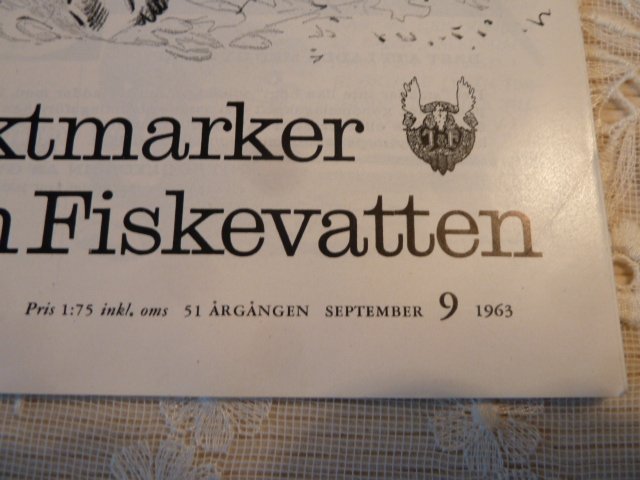 ktmarker
n Fiskevatten
Pris 1:75 inkl. oms 51 ÅRGÅNGEN SEPTEMBER 9 1963